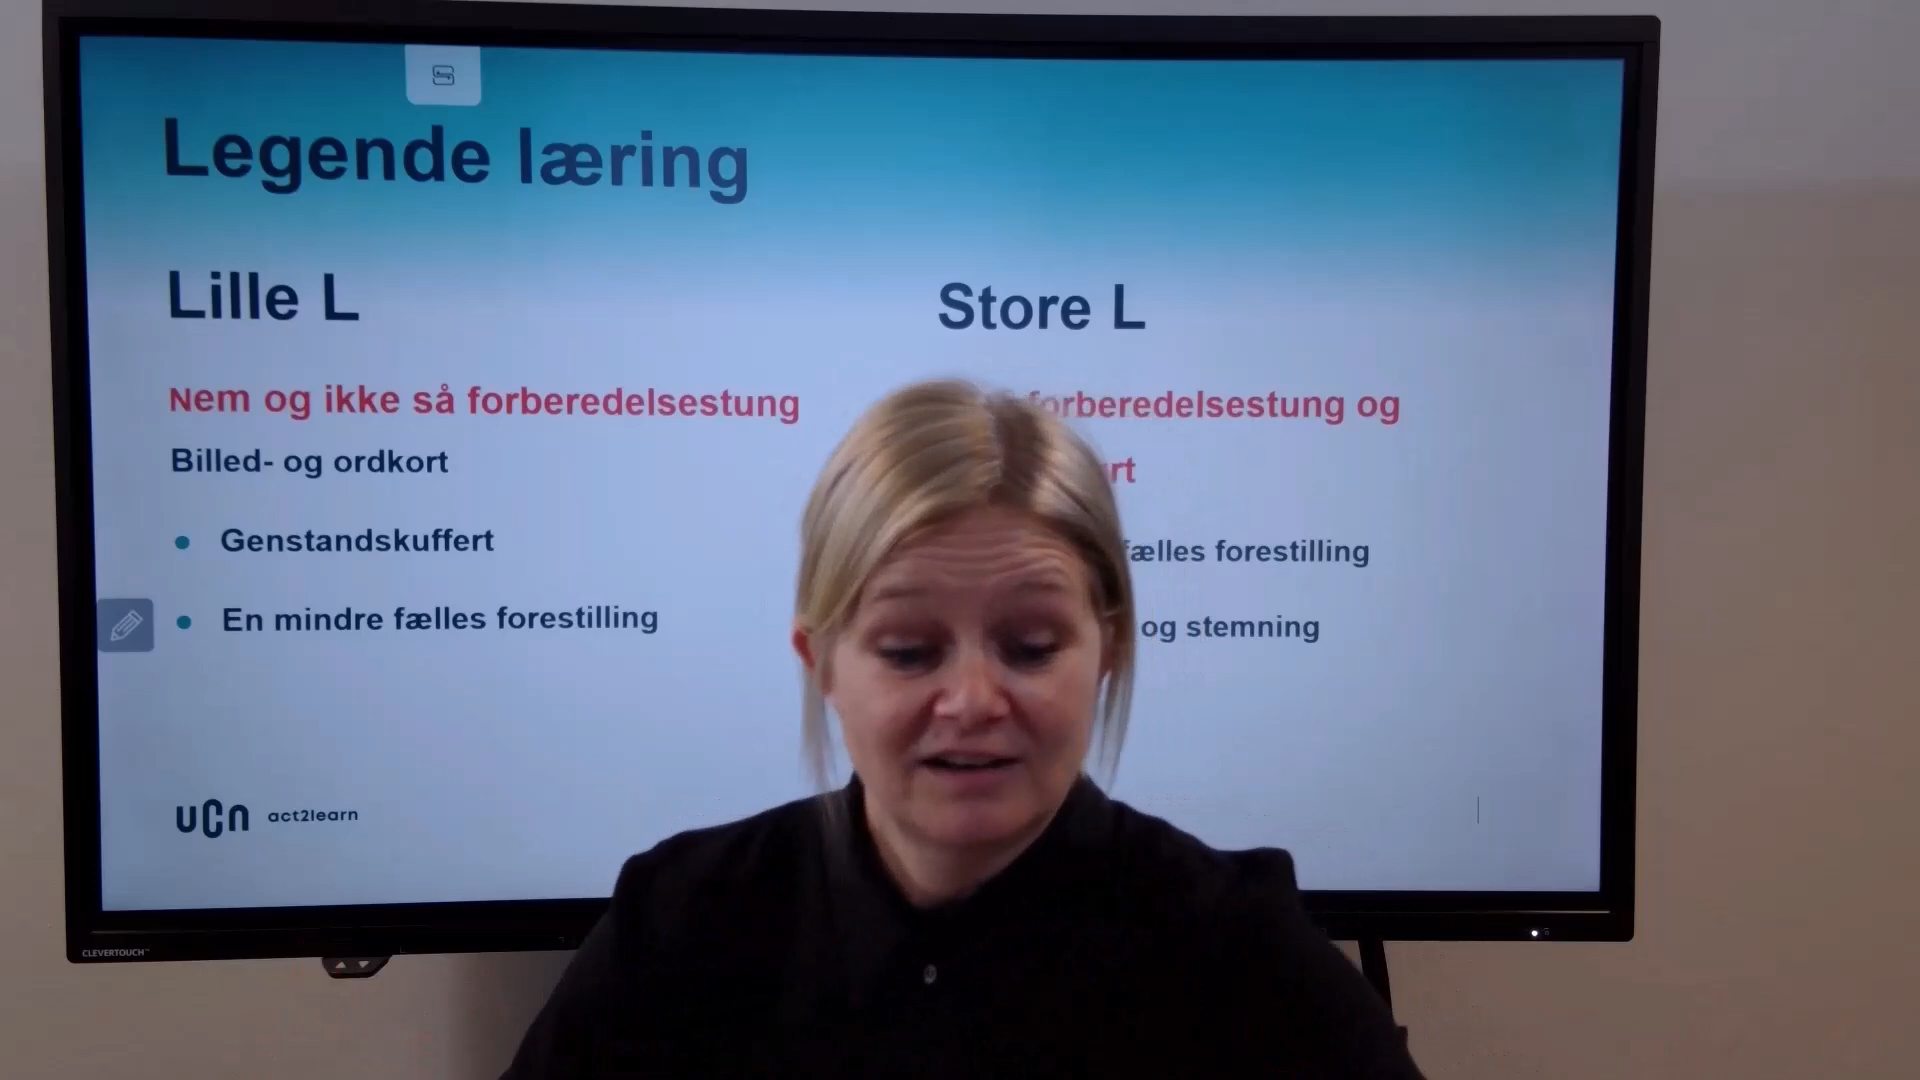 Legende læring
Lille L
Nem og ikke så forberedelsestung
Billed- og ordkort
Genstandskuffert
En mindre fælles forestilling
Store L
forberedelsestung og
fælles forestilling
og stemning
ucn act2learn
CLEVERTOUCH